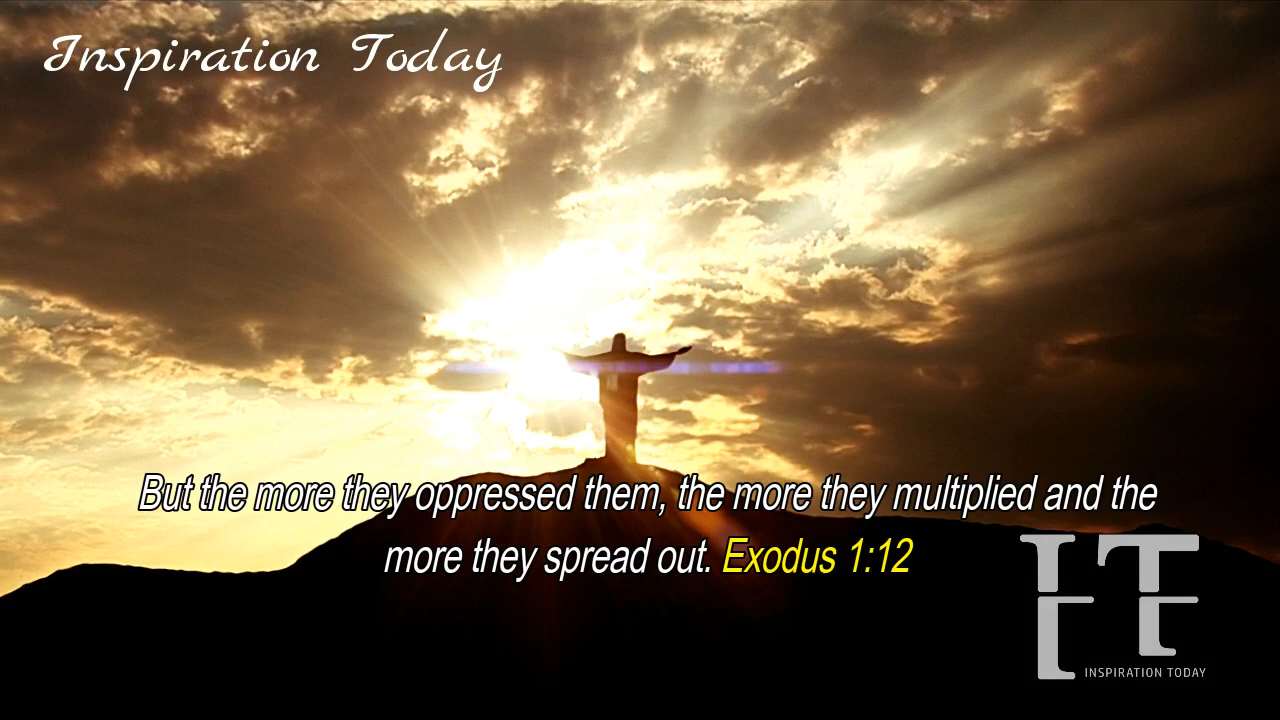 Inspiration Today
But the more they oppressed them, the more they multiplied and the
more they spread out. Exodus 1:12
IT
INSPIRATION TODAY